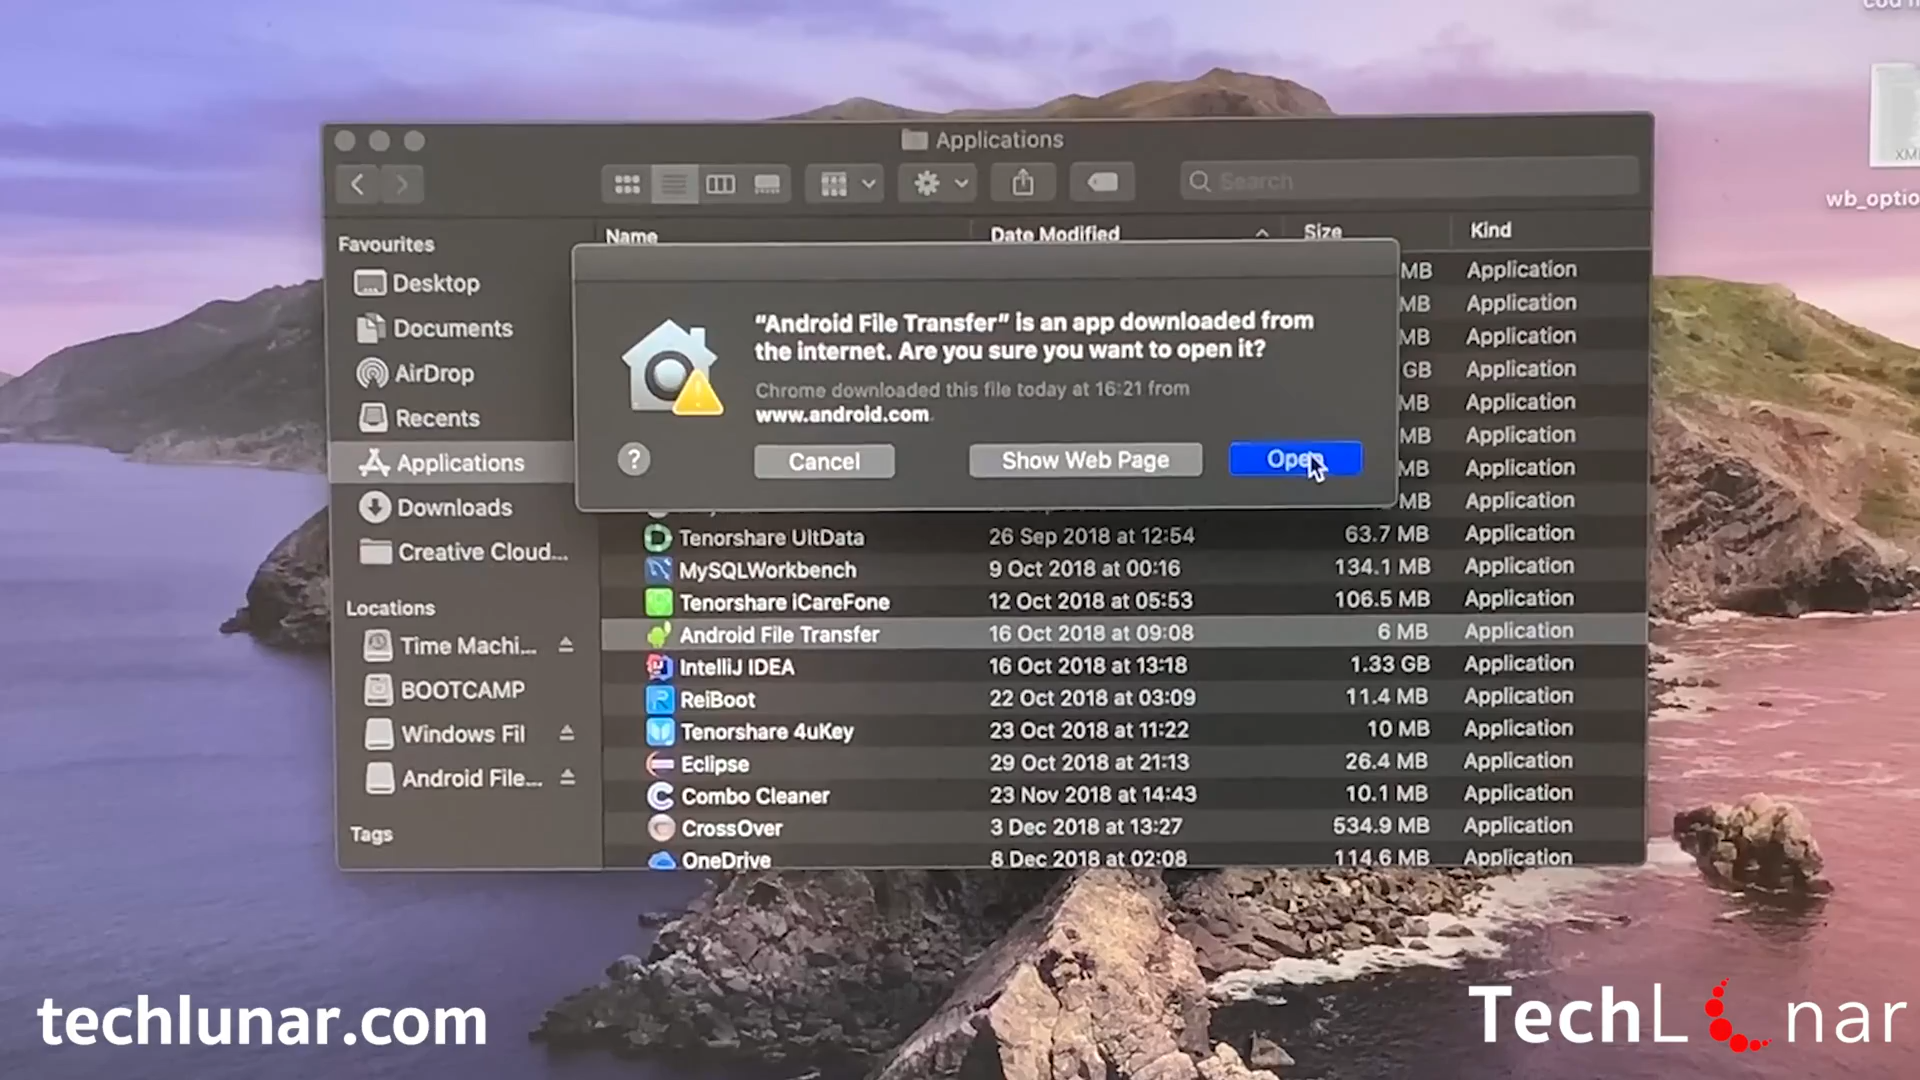 Applications
Search
wb_optio
Favourites
Desktop
Documents
AirDrop
Recents
Applications
Downloads
Creative Cloud...
Locations
Time Machi...
BOOTCAMP
Windows Fil
Android File...
Tags
Name Date Modified Size Kind
MB Application
MB Application
MB Application
GB Application
MB Application
MB Application
MB Application
MB Application
“Android File Transfer” is an app downloaded from
the internet. Are you sure you want to open it?
Chrome downloaded this file today at 16:21 from
www.android.com
? Cancel Show Web Page Open
Tenorshare UltData 26 Sep 2018 at 12:54 63.7 MB Application
MySQLWorkbench 9 Oct 2018 at 00:16 134.1 MB Application
Tenorshare iCareFone 12 Oct 2018 at 05:53 106.5 MB Application
Android File Transfer 16 Oct 2018 at 09:08 6 MB Application
IntelliJ IDEA 16 Oct 2018 at 13:18 1.33 GB Application
ReiBoot 22 Oct 2018 at 03:09 11.4 MB Application
Tenorshare 4uKey 23 Oct 2018 at 11:22 10 MB Application
Eclipse 29 Oct 2018 at 21:13 26.4 MB Application
Combo Cleaner 23 Nov 2018 at 14:43 10.1 MB Application
CrossOver 3 Dec 2018 at 13:27 534.9 MB Application
OneDrive 8 Dec 2018 at 02:08 114.6 MB Application
techlunar.com
TechLunar